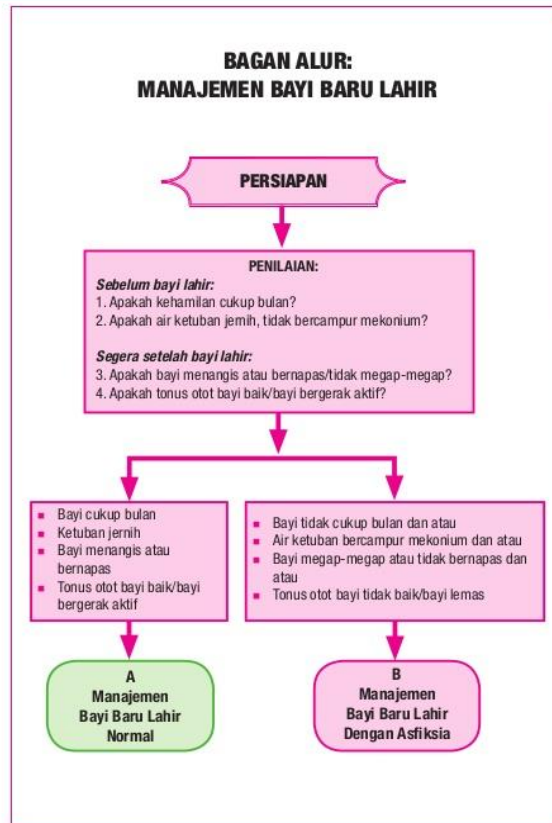 BAGAN ALUR:
MANAJEMEN BAYI BARU LAHIR
PERSIAPAN
PENILAIAN:
Sebelum bayi lahir:
1. Apakah kehamilan cukup bulan?
2. Apakah air ketuban jernih, tidak bercampur mekonium?
Segera setelah bayi lahir:
3. Apakah bayi menangis atau bernapas/tidak megap-megap?
4. Apakah tonus otot bayi baik/bayi bergerak aktif?
Bayi cukup bulan
Ketuban jernih
Bayi menangis atau
bernapas
Tonus otot bayi baik/bayi
bergerak aktif
Bayi tidak cukup bulan dan atau
Air ketuban bercampur mekonium dan atau
Bayi megap-megap atau tidak bernapas dan
atau
Tonus otot bayi tidak baik/bayi lemas
A
Manajemen
Bayi Baru Lahir
Normal
B
Manajemen
Bayi Baru Lahir
Dengan Asfiksia